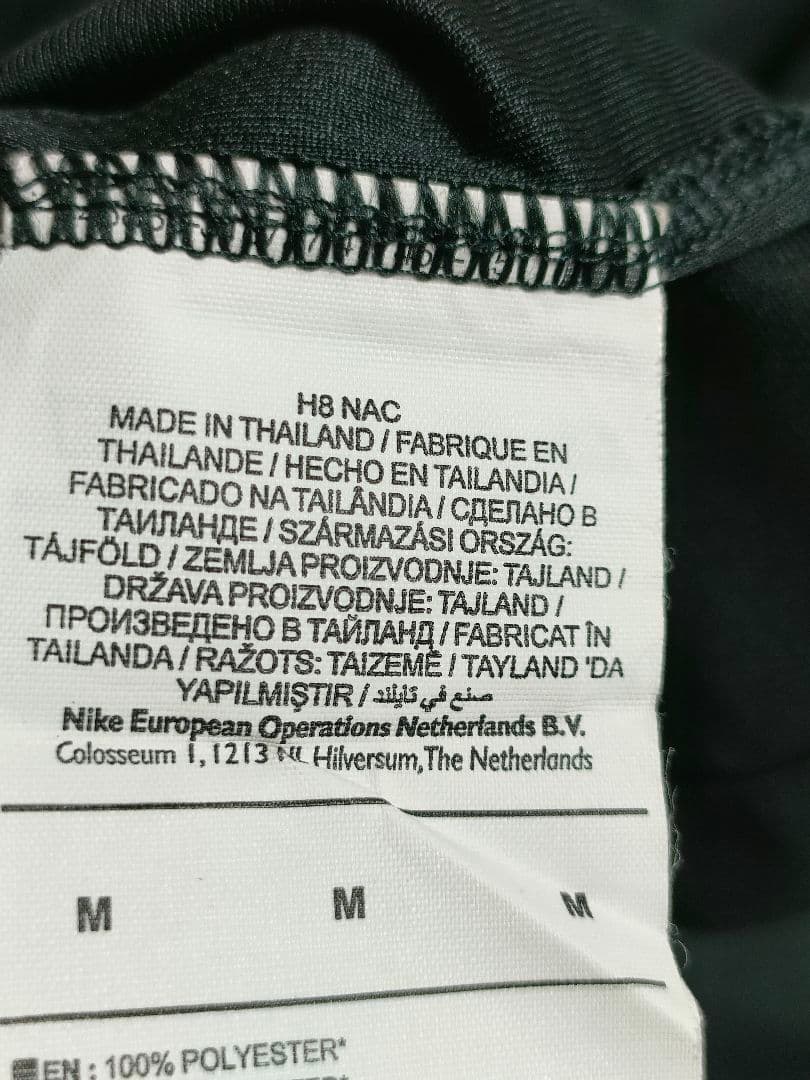 H8 NAC
MADE IN THAILAND / FABRIQUE EN
THAILANDE / HECHO EN TAILANDIA /
FABRICADO NA TAILÂNDIA / СДЕЛАНО В
ТАИЛАНДЕ / SZÁRMAZÁSI ORSZÁG:
TÁJFÖLD / ZEMLJA PROIZVODNJE: TAJLAND /
DRŽAVA PROIZVODNJE: TAJLAND /
ПРОИЗВЕДЕНО В ТАЙЛАНД / FABRICAT ÎN
TAILANDA / RAŽOTS: TAIZEMĒ / TAYLAND 'DA
YAPILMIŞTIR / صنع في تايلند
Nike European Operations Netherlands B.V.
Colosseum 1, 1213 NL Hilversum, The Netherlands
M M M
EN : 100% POLYESTER*